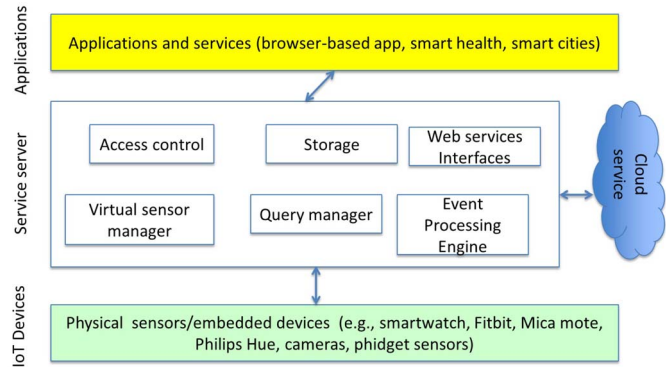 Applications
Applications and services (browser-based app, smart health, smart cities)
Service server
Access control
Storage
Web services
Interfaces
Virtual sensor
manager
Query manager
Event
Processing
Engine
Cloud
service
IoT Devices
Physical sensors/embedded devices (e.g., smartwatch, Fitbit, Mica mote,
Philips Hue, cameras, phidget sensors)